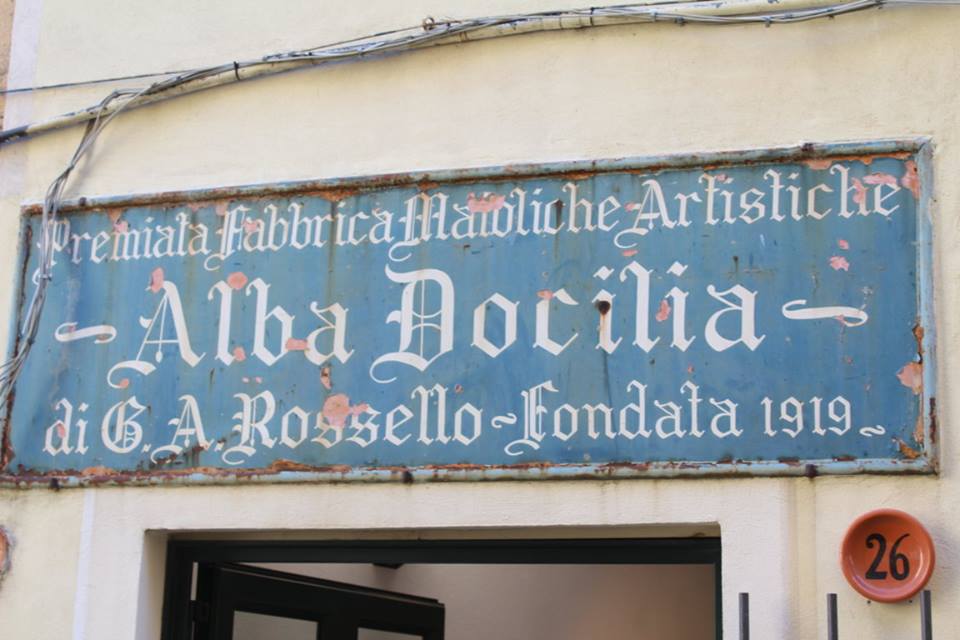 Premiata Fabbrica Maioliche Artistiche
~ Alba Docilia ~
di G. A. Rossello ~ Fondata 1919 ~
26